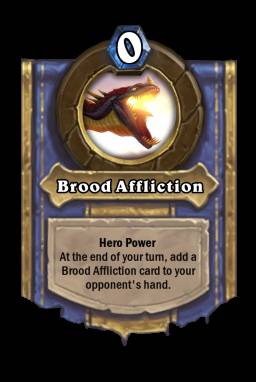 0
Brood Affliction
Hero Power
At the end of your turn, add a
Brood Affliction card to your
opponent's hand.